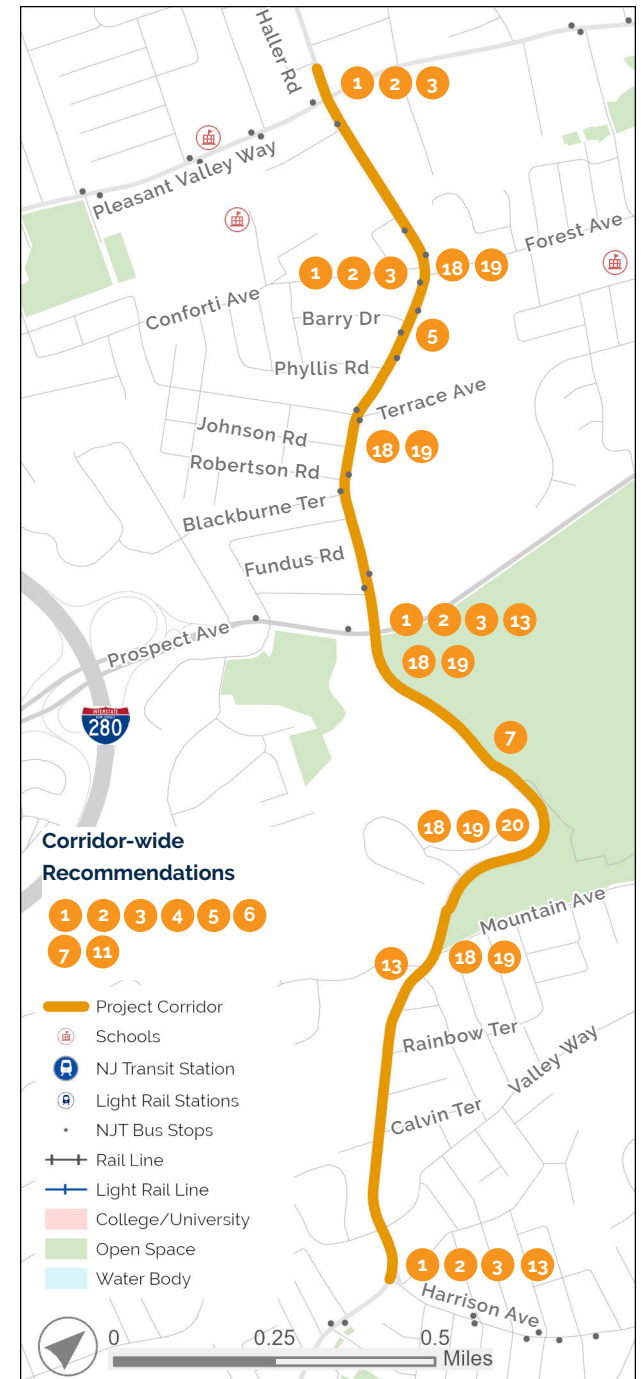 Haller Rd
1 2 3
Pleasant Valley Way
Forest Ave
18 19
1 2 3
Conforti Ave
Barry Dr
5
Phyllis Rd
Terrace Ave
Johnson Rd
18 19
Robertson Rd
Blackburne Ter
Fundus Rd
1 2 3 13
Prospect Ave
18 19
INTERSTATE
NEW JERSEY
280
7
18 19 20
Corridor-wide
Recommendations
1 2 3 4 5 6
7 11
Mountain Ave
18 19
13
Project Corridor
Schools
NJ Transit Station
Light Rail Stations
NJT Bus Stops
Rail Line
Light Rail Line
College/University
Open Space
Water Body
Rainbow Ter
Valley Way
Calvin Ter
1 2 3 13
Harrison Ave
0 0.25 0.5
Miles